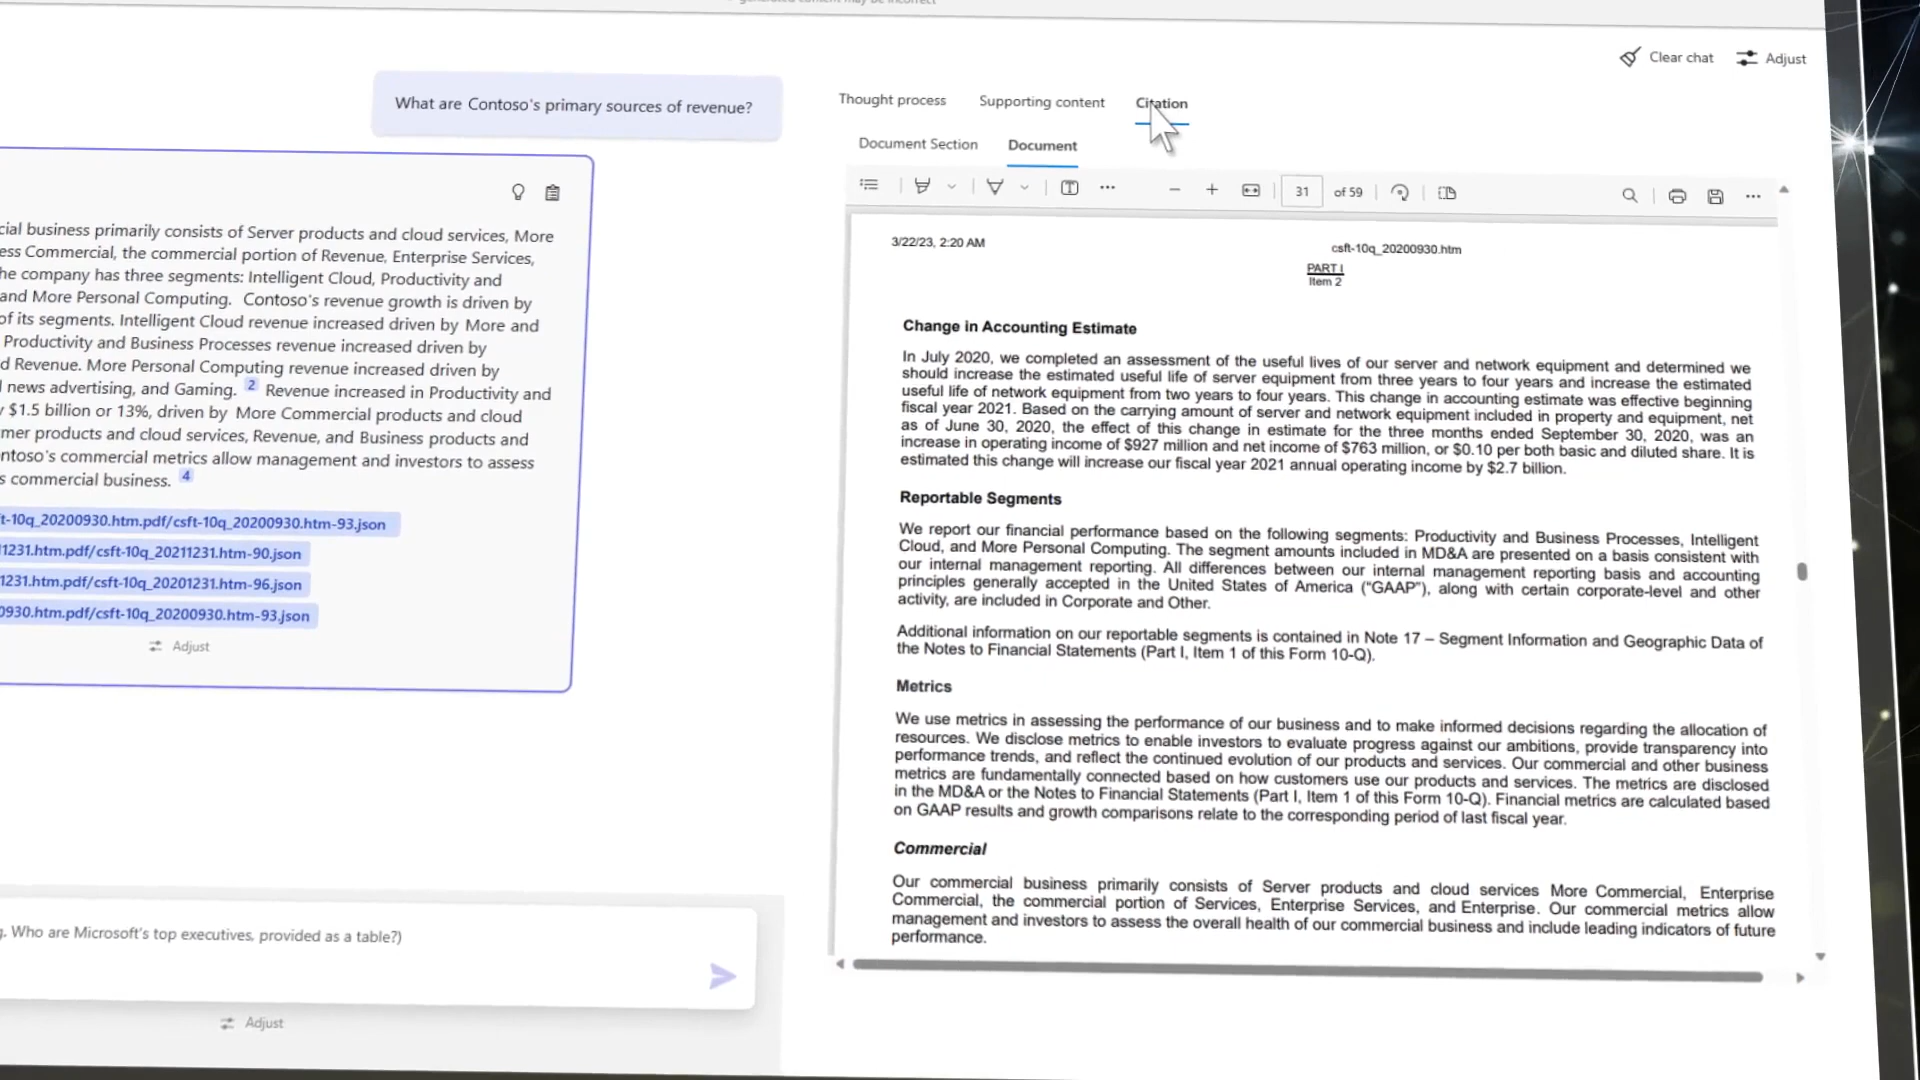 generated content may be incorrect
Clear chat
Adjust
What are Contoso's primary sources of revenue?
cial business primarily consists of Server products and cloud services, More
ess Commercial, the commercial portion of Revenue, Enterprise Services,
he company has three segments: Intelligent Cloud, Productivity and
and More Personal Computing. Contoso's revenue growth is driven by
of its segments. Intelligent Cloud revenue increased driven by More and
Productivity and Business Processes revenue increased driven by
d Revenue. More Personal Computing revenue increased driven by
l news advertising, and Gaming. 2 Revenue increased in Productivity and
y $1.5 billion or 13%, driven by More Commercial products and cloud
mer products and cloud services, Revenue, and Business products and
ontoso's commercial metrics allow management and investors to assess
s commercial business. 4
t-10q_20200930.htm.pdf/csft-10q_20200930.htm-93.json
1231.htm.pdf/csft-10q_20211231.htm-90.json
1231.htm.pdf/csft-10q_20201231.htm-96.json
0930.htm.pdf/csft-10q_20200930.htm-93.json
Adjust
g. Who are Microsoft's top executives, provided as a table?)
Adjust
Thought process
Supporting content
Citation
Document Section
Document
31 of 59
3/22/23, 2:20 AM
csft-10q_20200930.htm
PART I
Item 2
Change in Accounting Estimate
In July 2020, we completed an assessment of the useful lives of our server and network equipment and determined we
should increase the estimated useful life of server equipment from three years to four years and increase the estimated
useful life of network equipment from two years to four years. This change in accounting estimate was effective beginning
fiscal year 2021. Based on the carrying amount of server and network equipment included in property and equipment, net
as of June 30, 2020, the effect of this change in estimate for the three months ended September 30, 2020, was an
increase in operating income of $927 million and net income of $763 million, or $0.10 per both basic and diluted share. It is
estimated this change will increase our fiscal year 2021 annual operating income by $2.7 billion.
Reportable Segments
We report our financial performance based on the following segments: Productivity and Business Processes, Intelligent
Cloud, and More Personal Computing. The segment amounts included in MD&A are presented on a basis consistent with
our internal management reporting. All differences between our internal management reporting basis and accounting
principles generally accepted in the United States of America ("GAAP"), along with certain corporate-level and other
activity, are included in Corporate and Other.
Additional information on our reportable segments is contained in Note 17 – Segment Information and Geographic Data of
the Notes to Financial Statements (Part I, Item 1 of this Form 10-Q).
Metrics
We use metrics in assessing the performance of our business and to make informed decisions regarding the allocation of
resources. We disclose metrics to enable investors to evaluate progress against our ambitions, provide transparency into
performance trends, and reflect the continued evolution of our products and services. Our commercial and other business
metrics are fundamentally connected based on how customers use our products and services. The metrics are disclosed
in the MD&A or the Notes to Financial Statements (Part I, Item 1 of this Form 10-Q). Financial metrics are calculated based
on GAAP results and growth comparisons relate to the corresponding period of last fiscal year.
Commercial
Our commercial business primarily consists of Server products and cloud services More Commercial, Enterprise
Commercial, the commercial portion of Services, Enterprise Services, and Enterprise. Our commercial metrics allow
management and investors to assess the overall health of our commercial business and include leading indicators of future
performance.